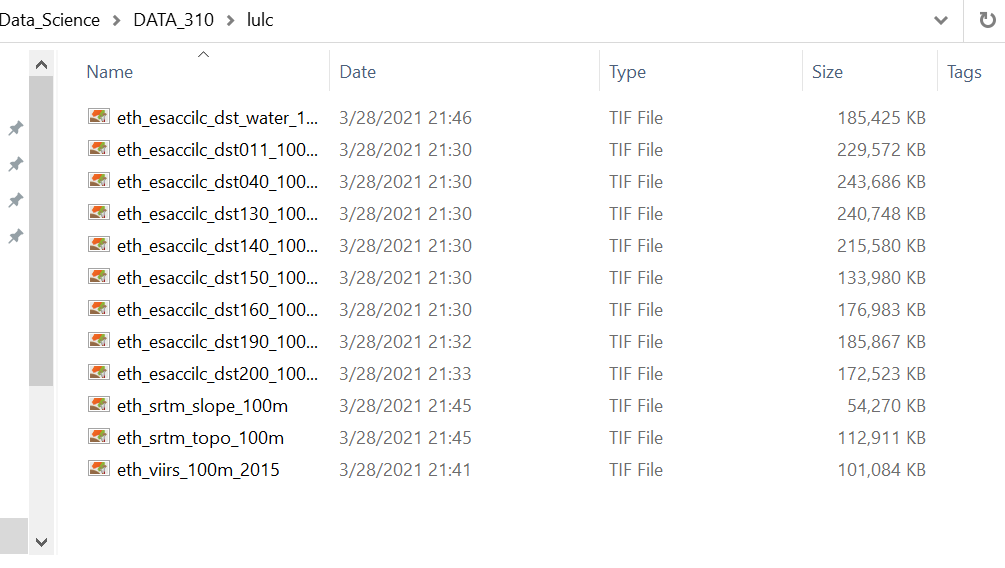 Data_Science > DATA_310 > lulc
Name Date Type Size Tags
eth_esaccilc_dst_water_1... 3/28/2021 21:46 TIF File 185,425 KB
eth_esaccilc_dst011_100... 3/28/2021 21:30 TIF File 229,572 KB
eth_esaccilc_dst040_100... 3/28/2021 21:30 TIF File 243,686 KB
eth_esaccilc_dst130_100... 3/28/2021 21:30 TIF File 240,748 KB
eth_esaccilc_dst140_100... 3/28/2021 21:30 TIF File 215,580 KB
eth_esaccilc_dst150_100... 3/28/2021 21:30 TIF File 133,980 KB
eth_esaccilc_dst160_100... 3/28/2021 21:30 TIF File 176,983 KB
eth_esaccilc_dst190_100... 3/28/2021 21:32 TIF File 185,867 KB
eth_esaccilc_dst200_100... 3/28/2021 21:33 TIF File 172,523 KB
eth_srtm_slope_100m 3/28/2021 21:45 TIF File 54,270 KB
eth_srtm_topo_100m 3/28/2021 21:45 TIF File 112,911 KB
eth_viirs_100m_2015 3/28/2021 21:41 TIF File 101,084 KB